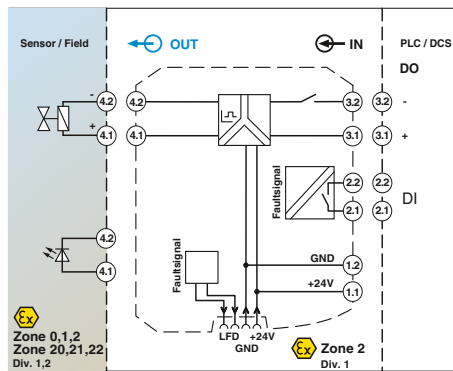 Sensor / Field
OUT
IN
PLC / DCS
DO
-
4.2
4.2
3.2
3.2
-
+
4.1
4.1
3.1
3.1
+
Faultsignal
2.2
2.2
DI
2.1
2.1
4.2
4.1
Faultsignal
GND
1.2
+24V
1.1
LFD
+24V
GND
Ex
Zone 0,1,2
Zone 20,21,22
Div. 1,2
Ex
Zone 2
Div. 1